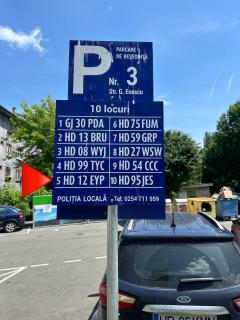 PARCARE
DE REȘEDINȚĂ
P
Nr. 3
Str. G. Enescu
10 locuri
1 GJ 30 PDA 6 HD 75 FUM
2 HD 13 BRU 7 HD 59 GRP
3 HD 08 WYJ 8 HD 27 WSW
4 HD 99 TYC 9 HD 54 CCC
5 HD 12 EYP 10 HD 95 JES
POLIȚIA LOCALĂ Tel: 0254 711 959